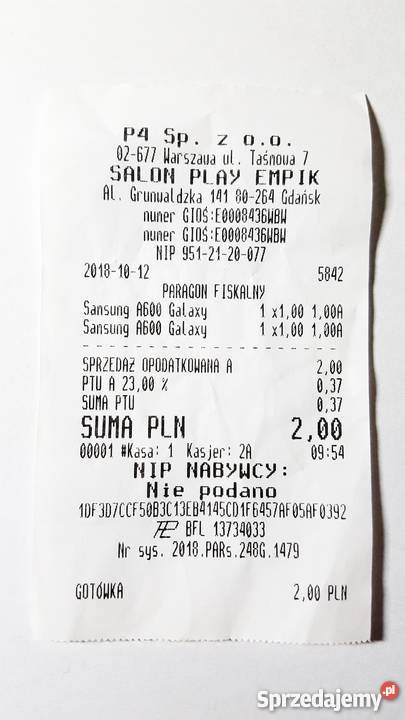 P4 Sp. z o.o.
02-677 Warszawa ul. Taśmowa 7
SALON PLAY EMPIK
Al. Grunwaldzka 141 80-264 Gdańsk
numer GIOŚ:E0008436WBW
numer GIOŚ:E0008436WBW
NIP 951-21-20-077
2018-10-12 5842
PARAGON FISKALNY
Samsung A600 Galaxy 1 x1,00 1,00A
Samsung A600 Galaxy 1 x1,00 1,00A
SPRZEDAŻ OPODATKOWANA A 2,00
PTU A 23,00 % 0,37
SUMA PTU 0,37
SUMA PLN 2,00
00001 #Kasa: 1 Kasjer: 2A 09:54
NIP NABYWCY:
Nie podano
1DF3D7CCF50B3C13EB4145CD1F6457AF05AF0392
BFL 13734033
Nr sys. 2018.PARs.248G.1479
GOTÓWKA 2,00 PLN
Sprzedajemy.pl